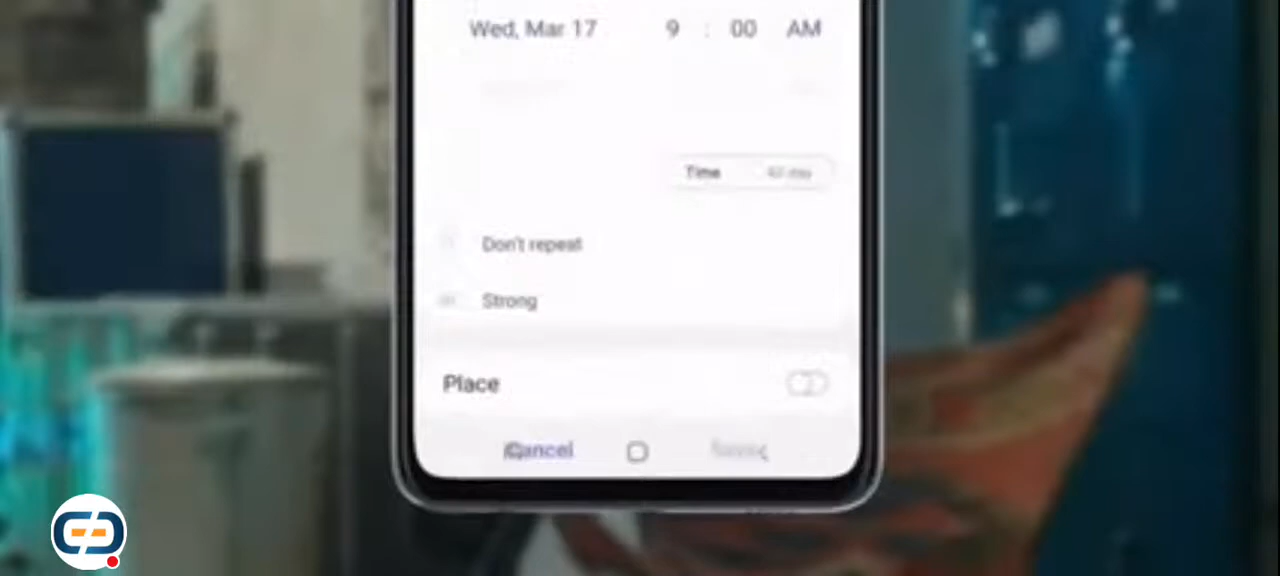 Wed, Mar 17 9 : 00 AM
Time
Don't repeat
Strong
Place
Cancel